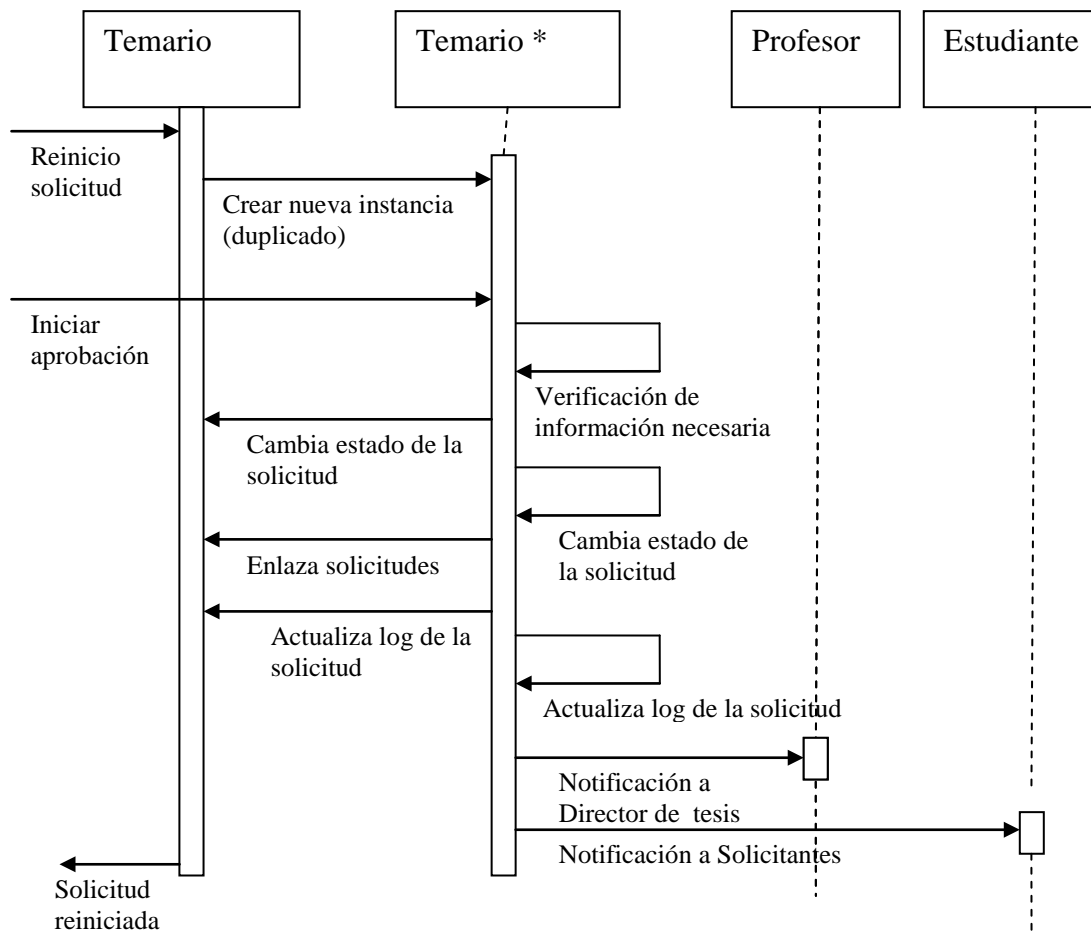 Temario
Temario *
Profesor
Estudiante
Reinicio
solicitud
Crear nueva instancia
(duplicado)
Iniciar
aprobación
Verificación de
información necesaria
Cambia estado de la
solicitud
Cambia estado de
la solicitud
Enlaza solicitudes
Actualiza log de la
solicitud
Actualiza log de la solicitud
Notificación a
Director de tesis
Notificación a Solicitantes
Solicitud
reiniciada